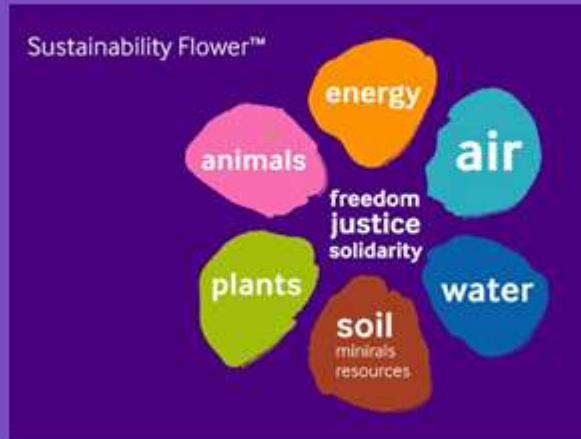 Sustainability Flower™
energy
air
animals
freedom
justice
solidarity
plants
water
soil
minirals
resources